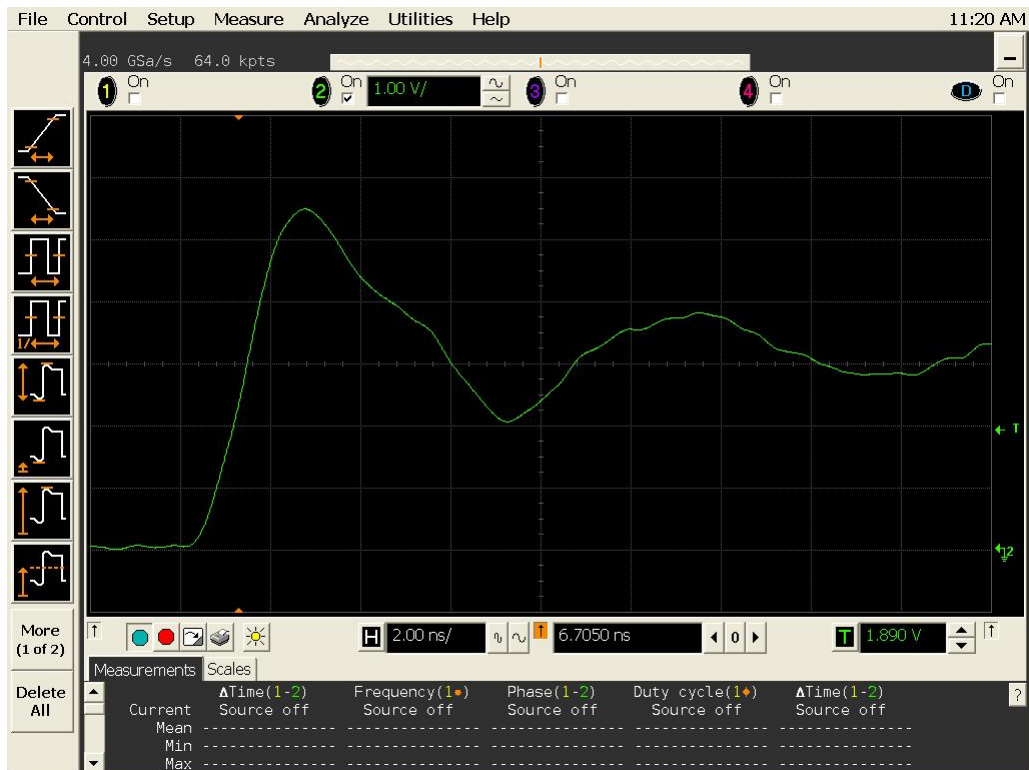 File Control Setup Measure Analyze Utilities Help 11:20 AM
4.00 GSa/s 64.0 kpts
1 On 2 On 1.00 V/ 3 On 4 On D On
T
2
1/
More
(1 of 2)
Delete
All
H 2.00 ns/ 6.7050 ns 0 T 1.890 V
Measurements Scales
ΔTime(1-2) Frequency(1) Phase(1-2) Duty cycle(1) ΔTime(1-2) ?
Current Source off Source off Source off Source off Source off
Mean --------------- --------------- --------------- --------------- ---------------
Min --------------- --------------- --------------- --------------- ---------------
Max --------------- --------------- --------------- --------------- ---------------